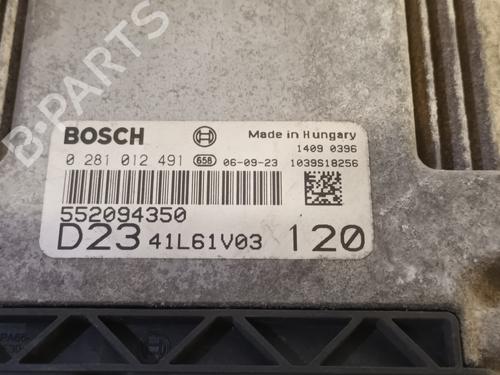 B-PARTS
BOSCH
Made in Hungary
0 281 012 491 658 06-09-23
1409 0396
1039S18256
552094350
D23 41L61V03 120